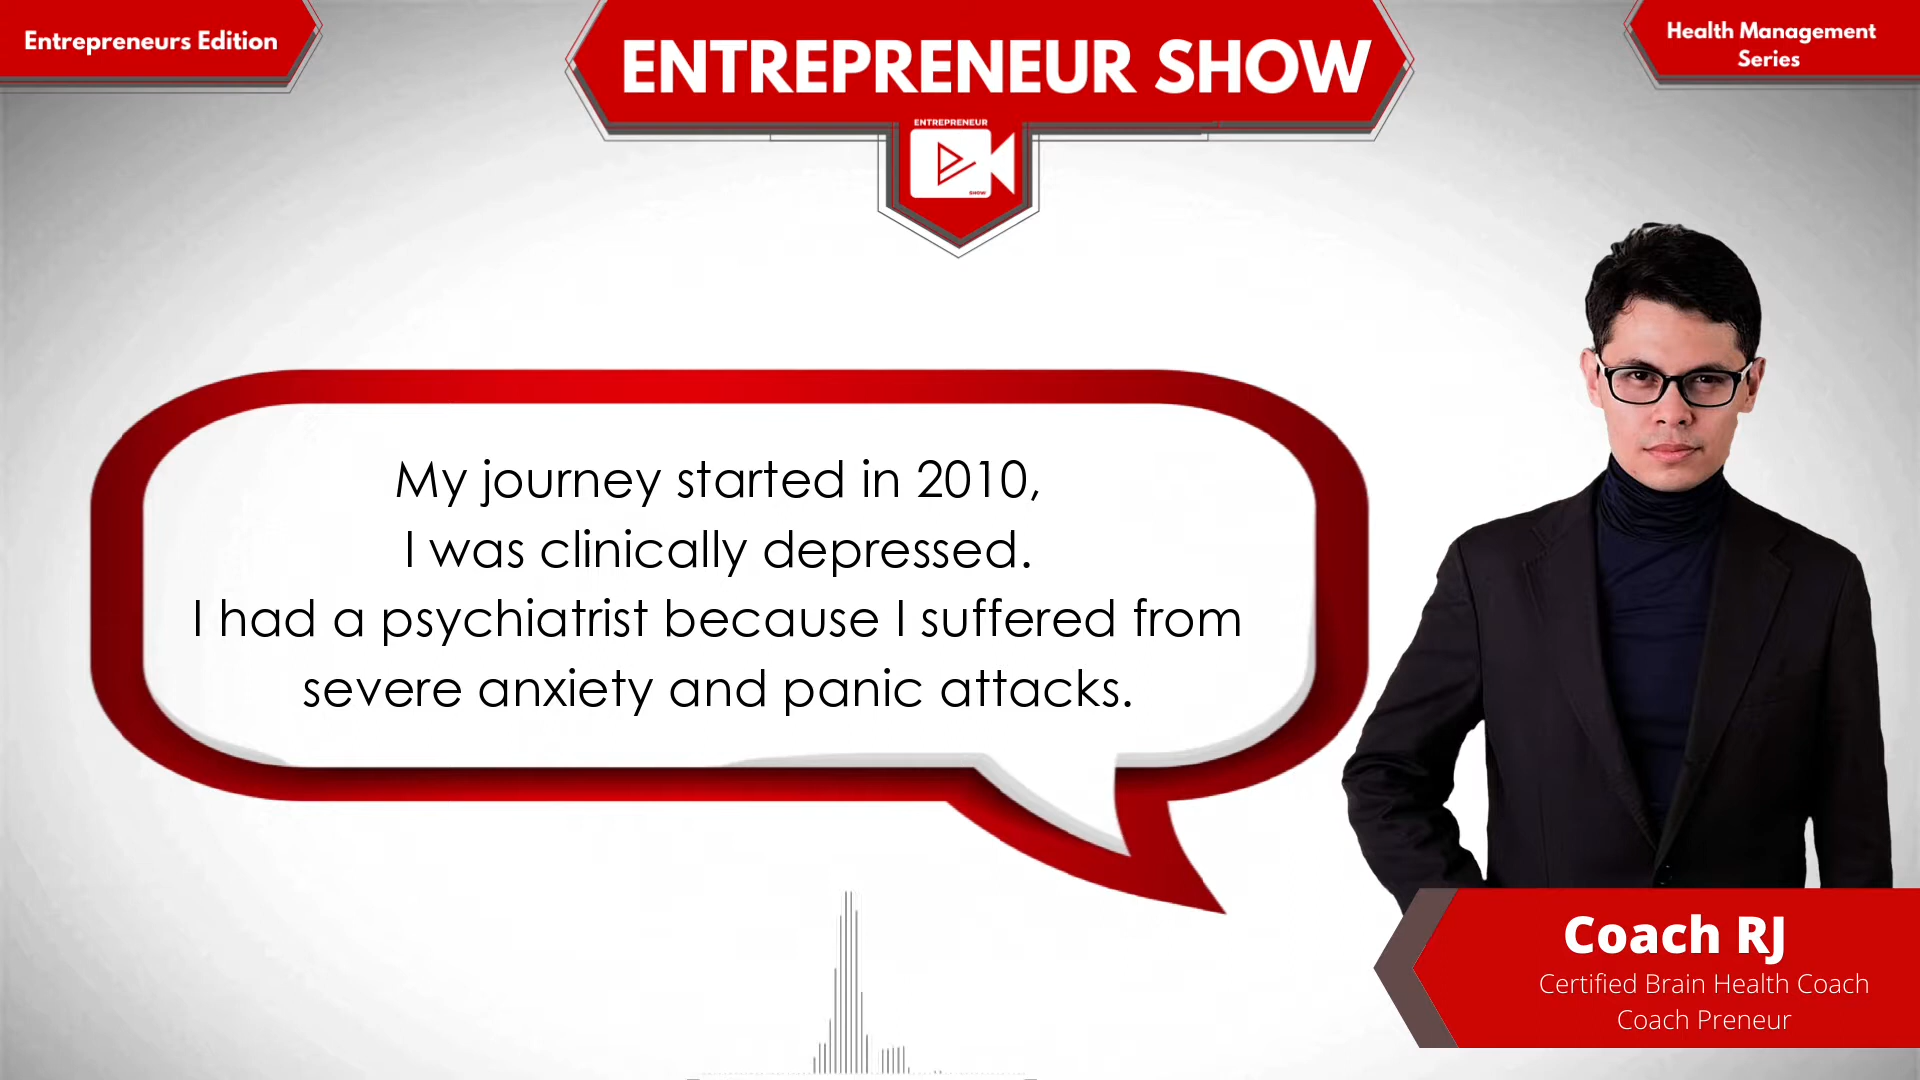 Entrepreneurs Edition
ENTREPRENEUR SHOW
Health Management
Series
ENTREPRENEUR
SHOW
My journey started in 2010,
I was clinically depressed.
I had a psychiatrist because I suffered from
severe anxiety and panic attacks.
Coach RJ
Certified Brain Health Coach
Coach Preneur